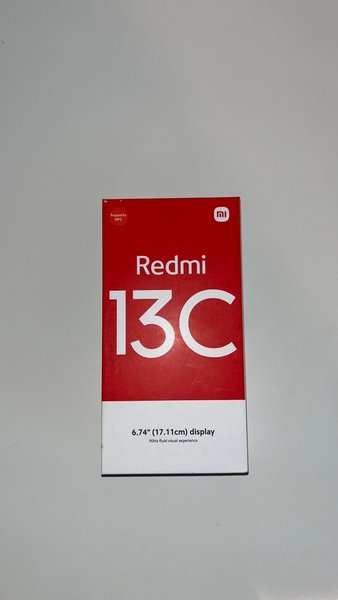 Supports
NFC
mi
Redmi
13C
6.74" (17.11cm) display
90Hz fluid visual experience